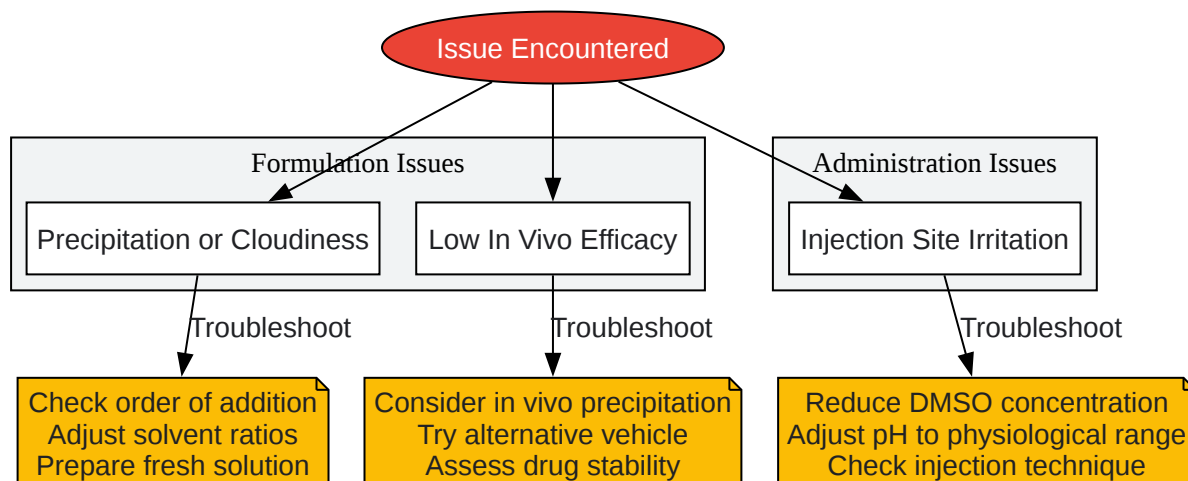 Issue Encountered
Formulation Issues
Administration Issues
Precipitation or Cloudiness
Low In Vivo Efficacy
Injection Site Irritation
Troubleshoot
Troubleshoot
Troubleshoot
Check order of addition
Adjust solvent ratios
Prepare fresh solution
Consider in vivo precipitation
Try alternative vehicle
Assess drug stability
Reduce DMSO concentration
Adjust pH to physiological range
Check injection technique